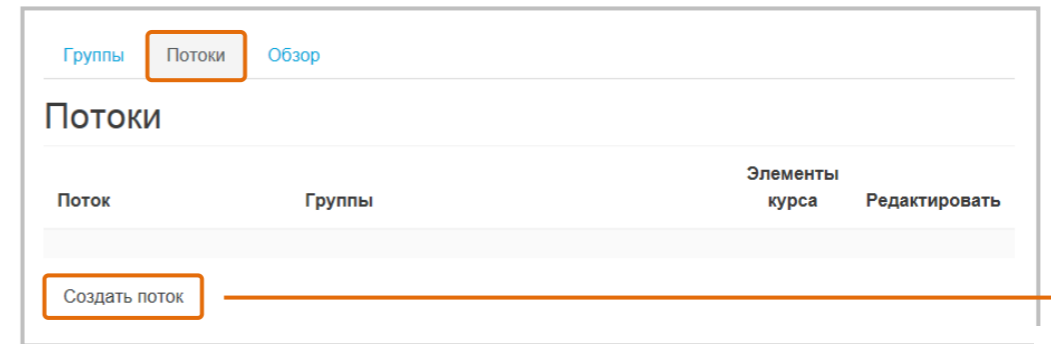 Группы Потоки Обзор
Потоки
Поток Группы Элементы курса Редактировать
Создать поток